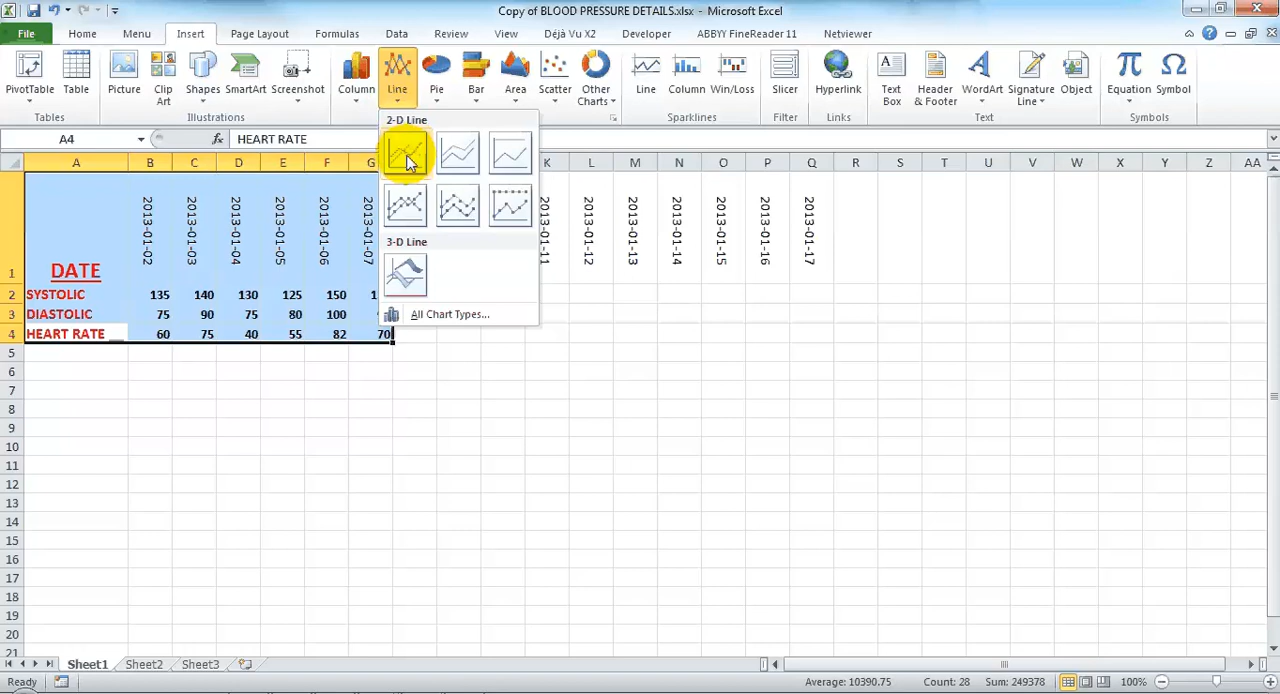 Copy of BLOOD PRESSURE DETAILS.xlsx - Microsoft Excel
File Home Menu Insert Page Layout Formulas Data Review View Déjà Vu X2 Developer ABBYY FineReader 11 Netviewer
PivotTable Table Picture Clip Art Shapes SmartArt Screenshot Column Line Pie Bar Area Scatter Other Charts Line Column Win/Loss Slicer Hyperlink Text Box Header & Footer WordArt Signature Line Object Equation Symbol
Tables Illustrations Sparklines Filter Links Text Symbols
2-D Line
3-D Line
All Chart Types...
A4 fx HEART RATE
A B C D E F G K L M N O P Q R S T U V W X Y Z AA
1 DATE 2013-01-02 2013-01-03 2013-01-04 2013-01-05 2013-01-06 2013-01-07 2013-01-11 2013-01-12 2013-01-13 2013-01-14 2013-01-15 2013-01-16 2013-01-17
2 SYSTOLIC 135 140 130 125 150
3 DIASTOLIC 75 90 75 80 100
4 HEART RATE 60 75 40 55 82 70
5
6
7
8
9
10
11
12
13
14
15
16
17
18
19
20
21
Sheet1 Sheet2 Sheet3
Ready Average: 10390.75 Count: 28 Sum: 249378 100%